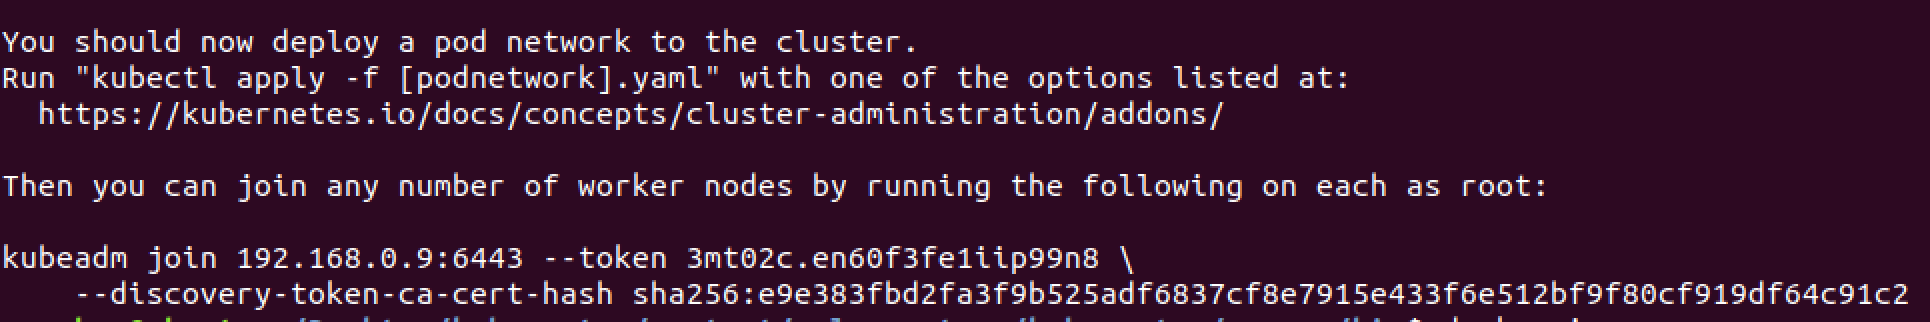 You should now deploy a pod network to the cluster.
Run "kubectl apply -f [podnetwork].yaml" with one of the options listed at:
  https://kubernetes.io/docs/concepts/cluster-administration/addons/
Then you can join any number of worker nodes by running the following on each as root:
kubeadm join 192.168.0.9:6443 --token 3mt02c.en60f3fe1iip99n8 \
    --discovery-token-ca-cert-hash sha256:e9e383fbd2fa3f9b525adf6837cf8e7915e433f6e512bf9f80cf919df64c91c2